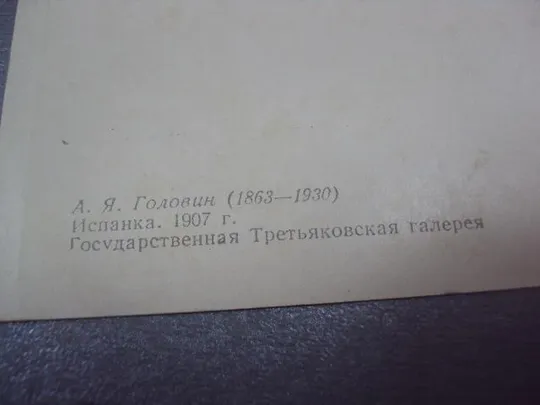 А. Я. Головин (1863—1930)
Испанка. 1907 г.
Государственная Третьяковская галерея